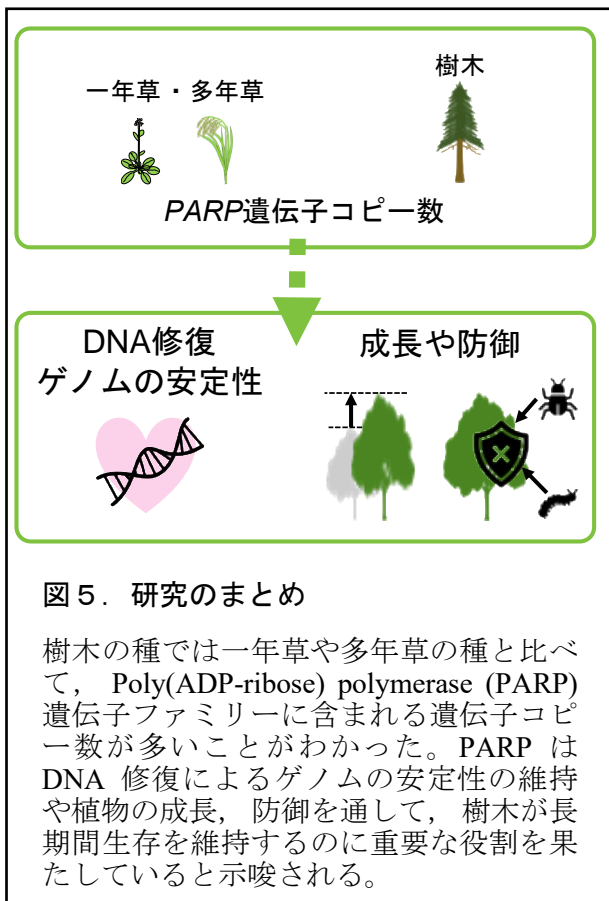 一年草・多年草
樹木
PARP遺伝子コピー数
DNA修復
ゲノムの安定性
成長や防御
図５．研究のまとめ
樹木の種では一年草や多年草の種と比べ
て，Poly(ADP-ribose) polymerase (PARP)
遺伝子ファミリーに含まれる遺伝子コピ
ー数が多いことがわかった。PARP は
DNA 修復によるゲノムの安定性の維持
や植物の成長，防御を通して，樹木が長
期間生存を維持するのに重要な役割を果
たしていると示唆される。